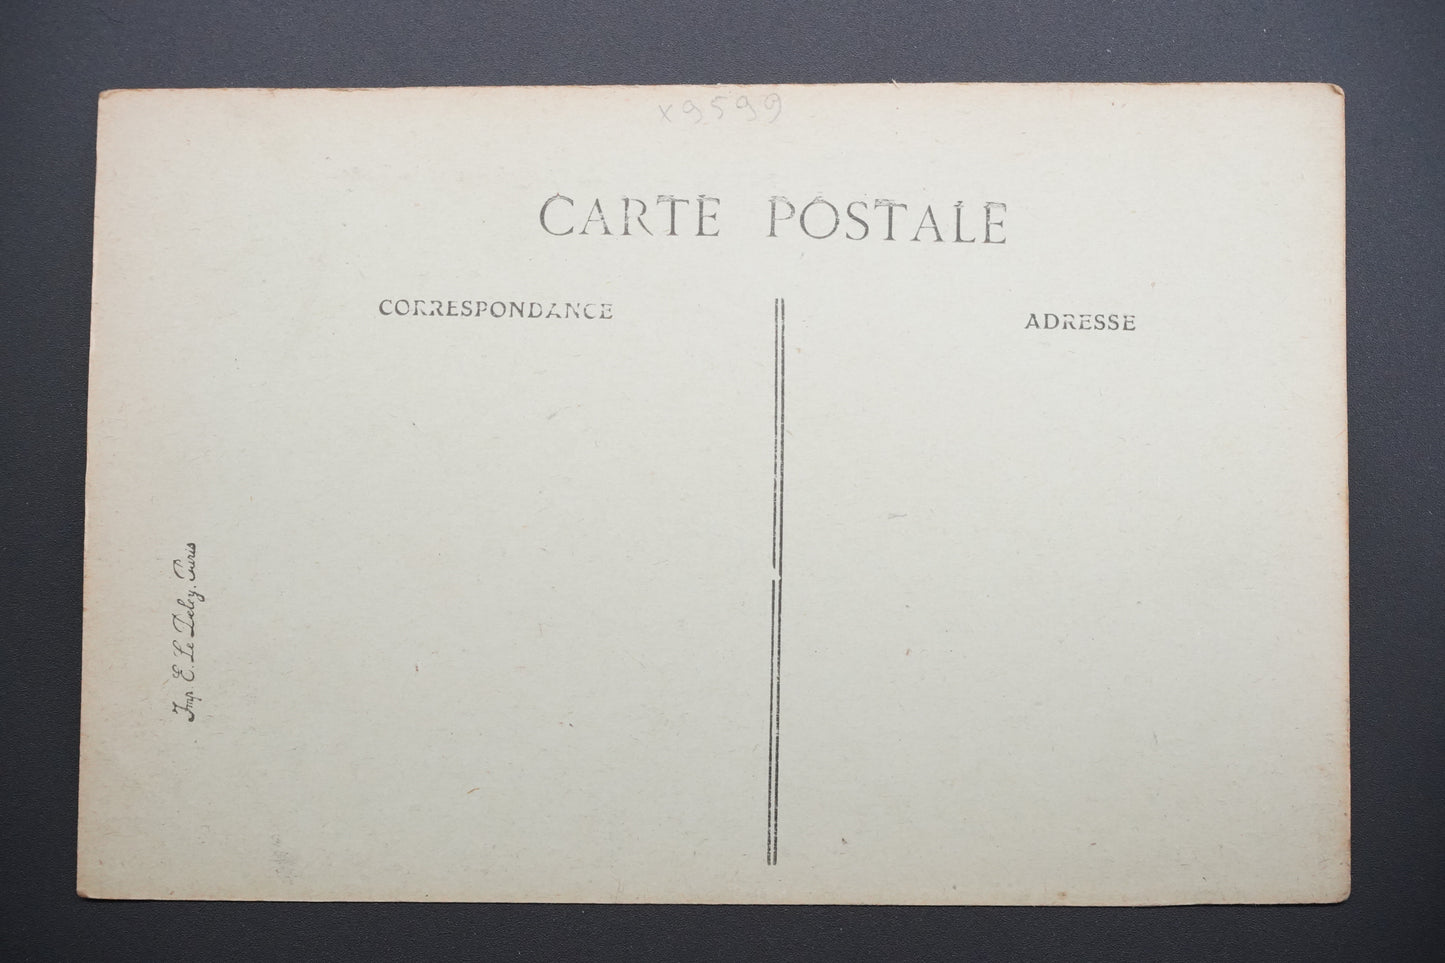 x9599
CARTE POSTALE
CORRESPONDANCE
ADRESSE
Imp. E. Le Deley. Paris